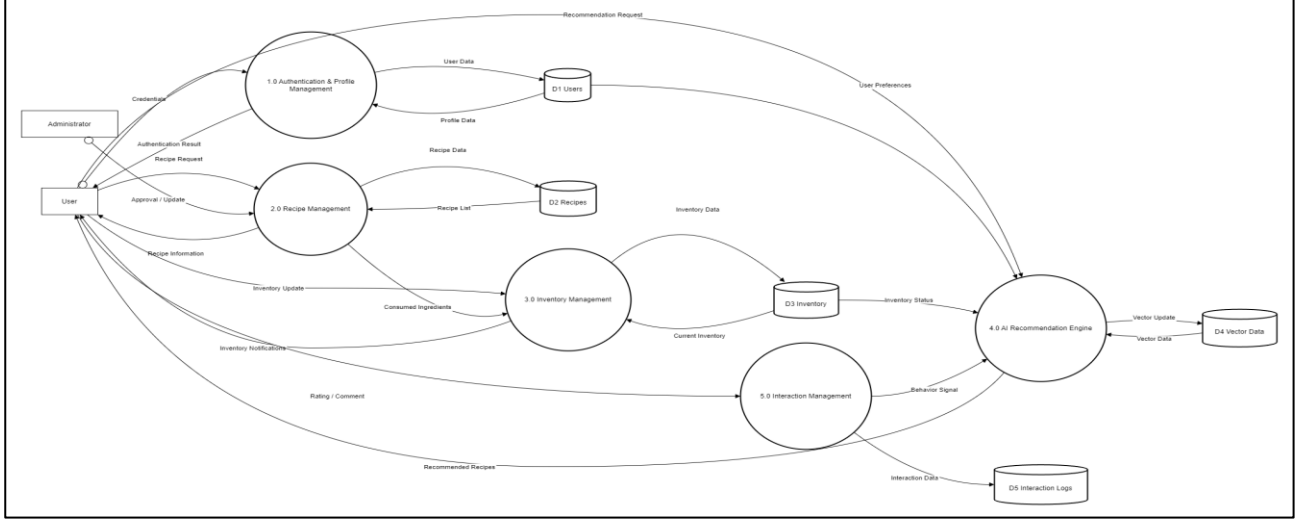 Recommendation Request
User Data
1.0 Authentication & Profile
Management
User Preferences
D1 Users
Credentials
Profile Data
Administrator
Authentication Result
Recipe Data
Recipe Request
User
Approval / Update
2.0 Recipe Management
D2 Recipes
Recipe List
Inventory Data
Recipe Information
Inventory Update
3.0 Inventory Management
D3 Inventory
Inventory Status
Consumed Ingredients
Vector Update
4.0 AI Recommendation Engine
D4 Vector Data
Current Inventory
Vector Data
Inventory Notifications
Behavior Signal
Rating / Comment
5.0 Interaction Management
Recommended Recipes
Interaction Data
D5 Interaction Logs